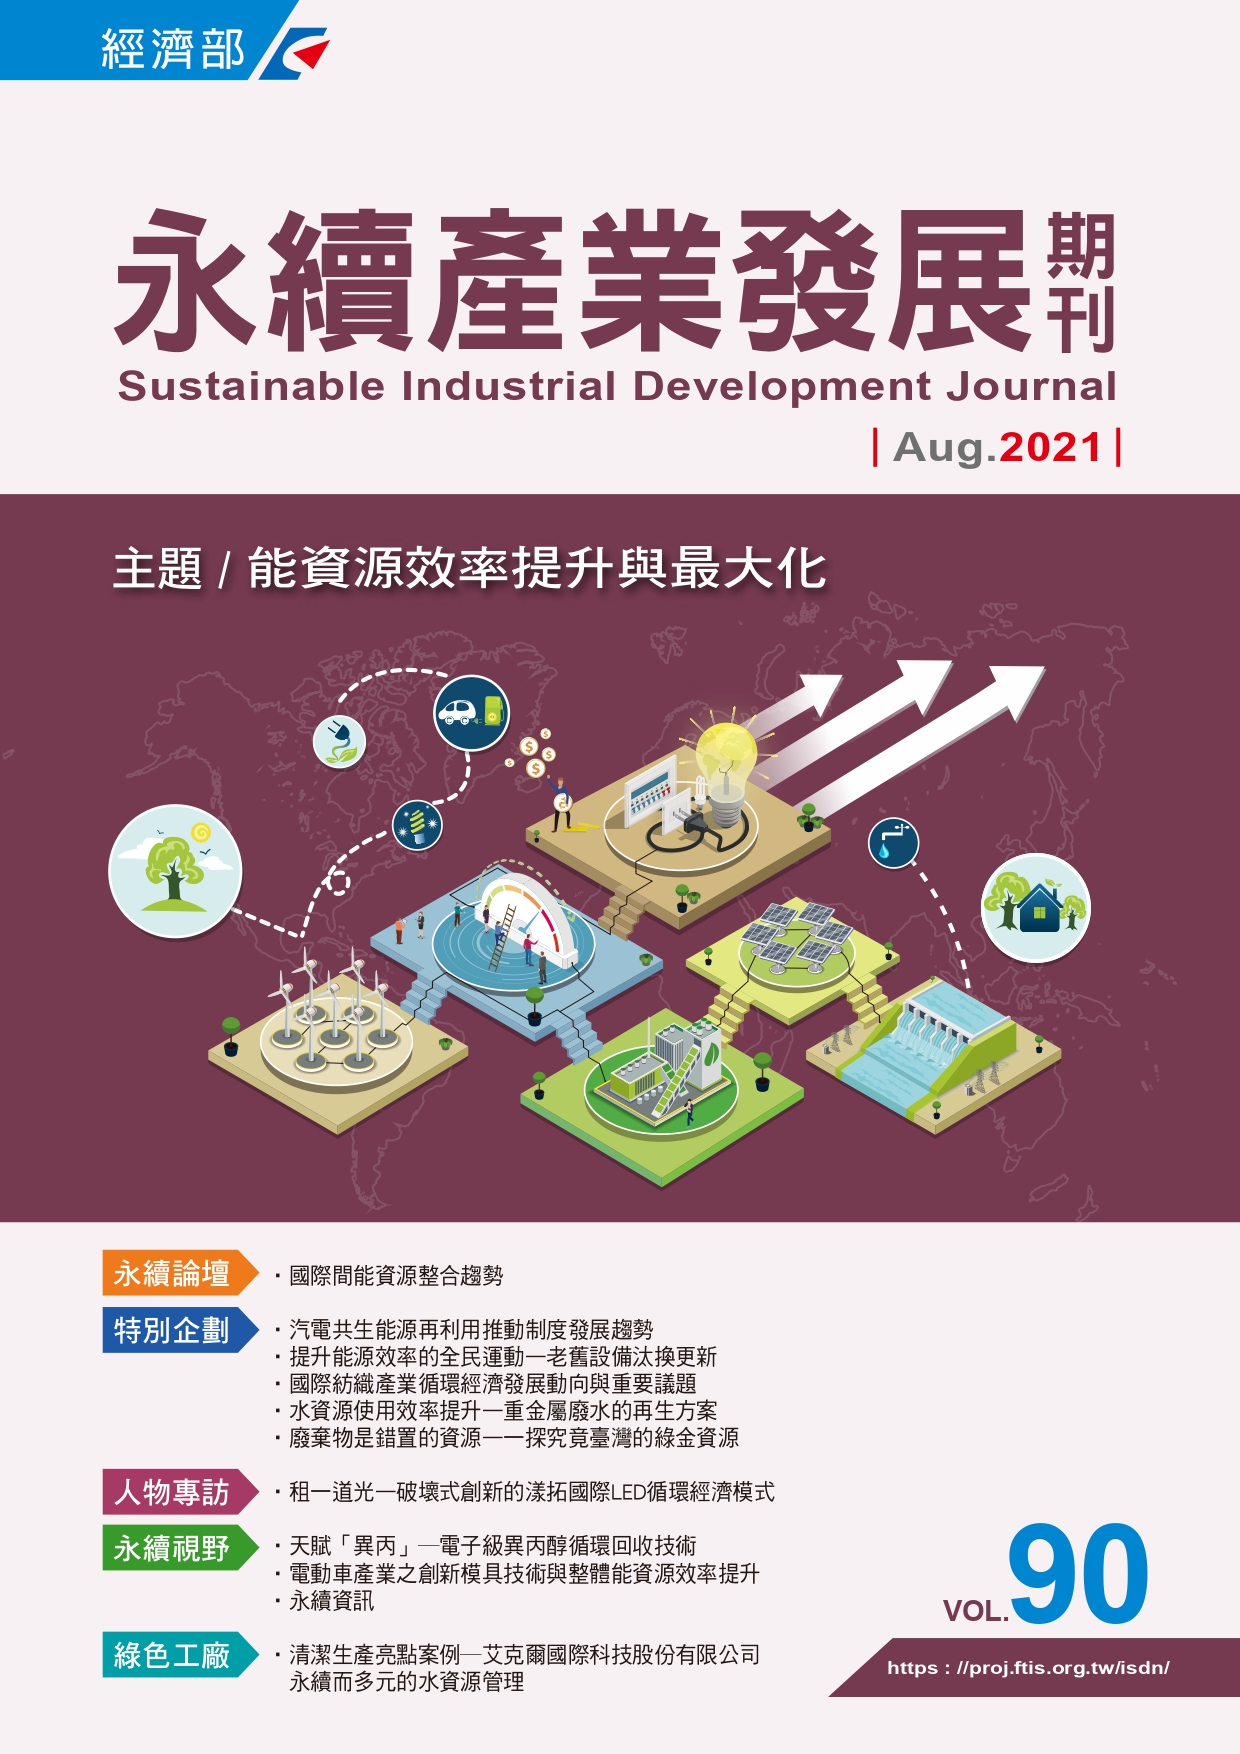 經濟部
永續產業發展期刊
Sustainable Industrial Development Journal
| Aug.2021 |
主題 / 能資源效率提升與最大化
永續論壇
・國際間能資源整合趨勢
特別企劃
・汽電共生能源再利用推動制度發展趨勢
・提升能源效率的全民運動—老舊設備汰換更新
・國際紡織產業循環經濟發展動向與重要議題
・水資源使用效率提升—重金屬廢水的再生方案
・廢棄物是錯置的資源——探究竟臺灣的綠金資源
人物專訪
・租一道光—破壞式創新的漾拓國際LED循環經濟模式
永續視野
・天賦「異丙」—電子級異丙醇循環回收技術
・電動車產業之創新模具技術與整體能資源效率提升
・永續資訊
綠色工廠
・清潔生產亮點案例—艾克爾國際科技股份有限公司
永續而多元的水資源管理
VOL.90
https : //proj.ftis.org.tw/isdn/